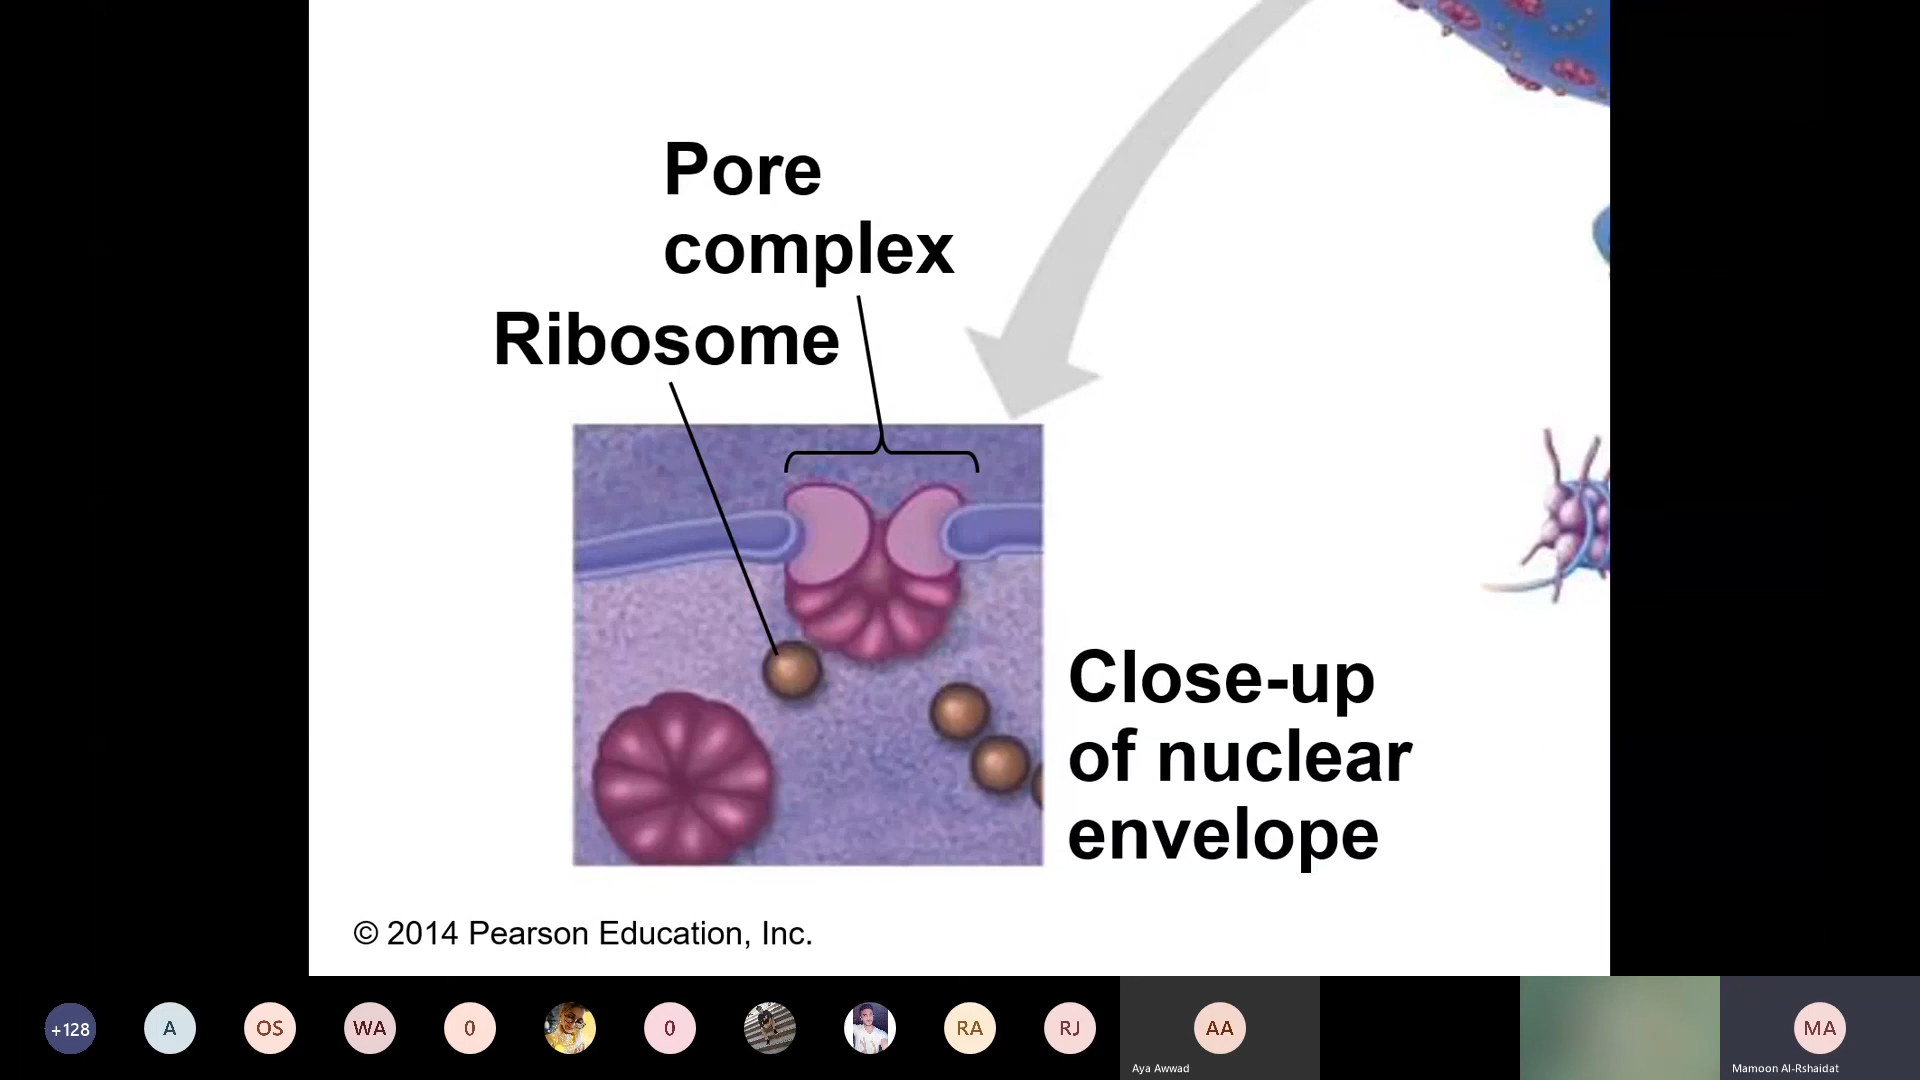 Pore
complex
Ribosome
Close-up
of nuclear
envelope
© 2014 Pearson Education, Inc.
+128
A
OS
WA
0
0
RA
RJ
AA
MA
Aya Awwad
Mamoon Al-Rshaidat